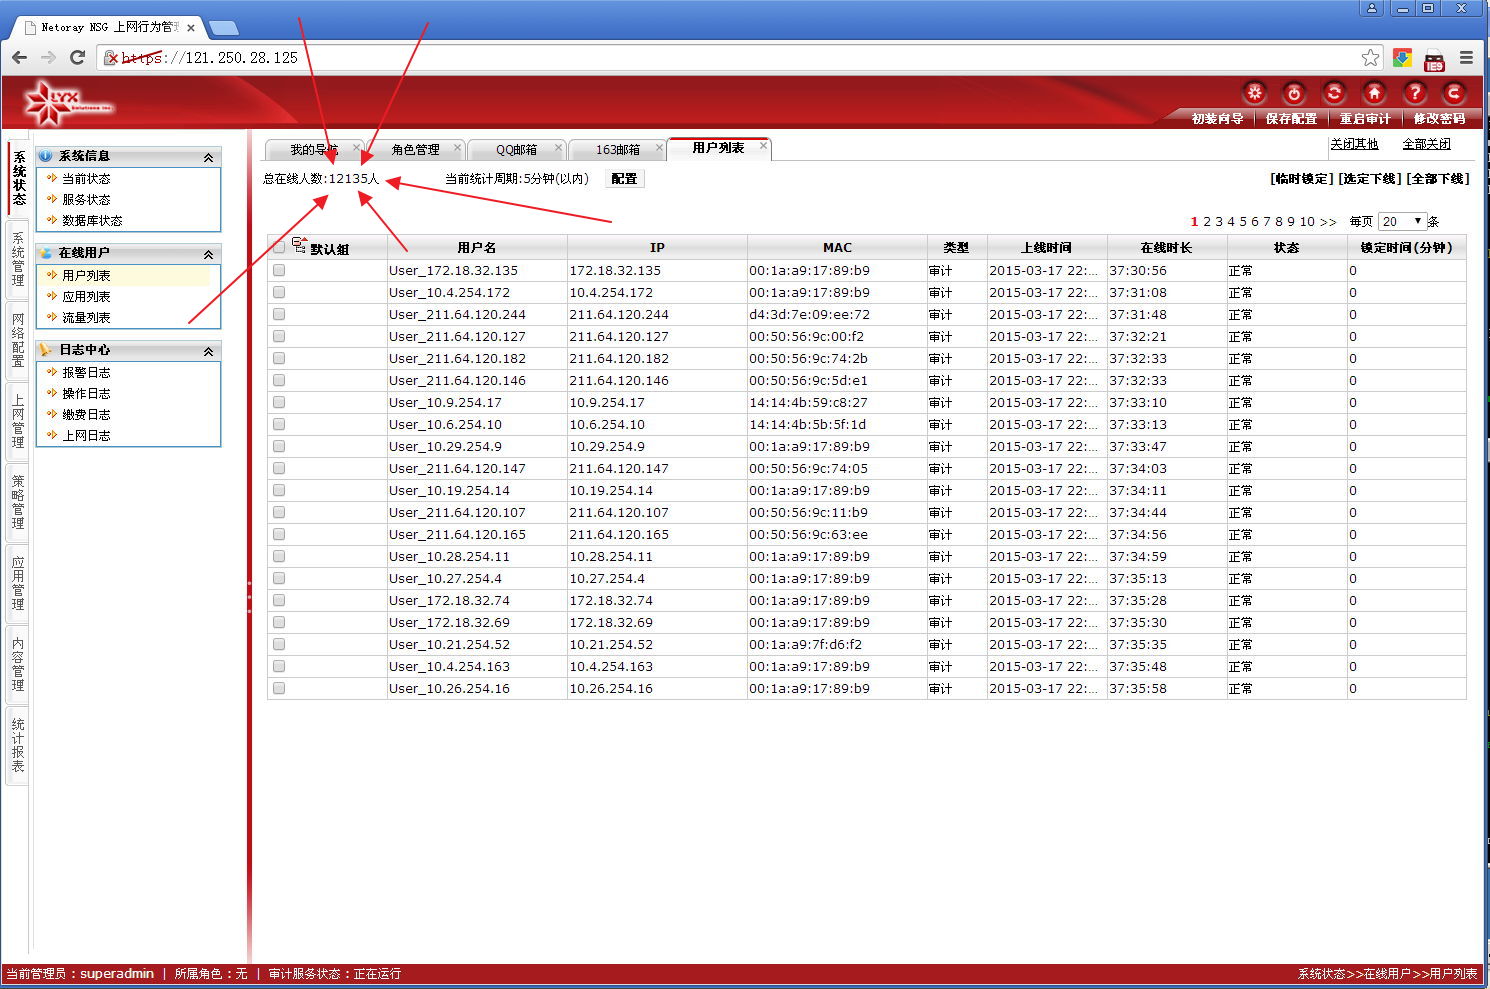 Netoray NSG 上网行为管理
https://121.250.28.125
LYX
Solutions Inc
初装向导 保存配置 重启审计 修改密码
我的导航 角色管理 QQ邮箱 163邮箱 用户列表
关闭其他 全部关闭
总在线人数:12135人 当前统计周期:5分钟(以内) 配置
[临时锁定] [选定下线] [全部下线]
1 2 3 4 5 6 7 8 9 10 >> 每页 20 条
系统状态
系统管理
网络配置
上网管理
策略管理
应用管理
内容管理
统计报表
系统信息
当前状态
服务状态
数据库状态
在线用户
用户列表
应用列表
流量列表
日志中心
报警日志
操作日志
缴费日志
上网日志
默认组 用户名 IP MAC 类型 上线时间 在线时长 状态 锁定时间(分钟)
User_172.18.32.135 172.18.32.135 00:1a:a9:17:89:b9 审计 2015-03-17 22:... 37:30:56 正常 0
User_10.4.254.172 10.4.254.172 00:1a:a9:17:89:b9 审计 2015-03-17 22:... 37:31:08 正常 0
User_211.64.120.244 211.64.120.244 d4:3d:7e:09:ee:72 审计 2015-03-17 22:... 37:31:48 正常 0
User_211.64.120.127 211.64.120.127 00:50:56:9c:00:f2 审计 2015-03-17 22:... 37:32:21 正常 0
User_211.64.120.182 211.64.120.182 00:50:56:9c:74:2b 审计 2015-03-17 22:... 37:32:33 正常 0
User_211.64.120.146 211.64.120.146 00:50:56:9c:5d:e1 审计 2015-03-17 22:... 37:32:33 正常 0
User_10.9.254.17 10.9.254.17 14:14:4b:59:c8:27 审计 2015-03-17 22:... 37:33:10 正常 0
User_10.6.254.10 10.6.254.10 14:14:4b:5b:5f:1d 审计 2015-03-17 22:... 37:33:13 正常 0
User_10.29.254.9 10.29.254.9 00:1a:a9:17:89:b9 审计 2015-03-17 22:... 37:33:47 正常 0
User_211.64.120.147 211.64.120.147 00:50:56:9c:74:05 审计 2015-03-17 22:... 37:34:03 正常 0
User_10.19.254.14 10.19.254.14 00:1a:a9:17:89:b9 审计 2015-03-17 22:... 37:34:11 正常 0
User_211.64.120.107 211.64.120.107 00:50:56:9c:11:b9 审计 2015-03-17 22:... 37:34:44 正常 0
User_211.64.120.165 211.64.120.165 00:50:56:9c:63:ee 审计 2015-03-17 22:... 37:34:56 正常 0
User_10.28.254.11 10.28.254.11 00:1a:a9:17:89:b9 审计 2015-03-17 22:... 37:34:59 正常 0
User_10.27.254.4 10.27.254.4 00:1a:a9:17:89:b9 审计 2015-03-17 22:... 37:35:13 正常 0
User_172.18.32.74 172.18.32.74 00:1a:a9:17:89:b9 审计 2015-03-17 22:... 37:35:28 正常 0
User_172.18.32.69 172.18.32.69 00:1a:a9:17:89:b9 审计 2015-03-17 22:... 37:35:30 正常 0
User_10.21.254.52 10.21.254.52 00:1a:a9:7f:d6:f2 审计 2015-03-17 22:... 37:35:35 正常 0
User_10.4.254.163 10.4.254.163 00:1a:a9:17:89:b9 审计 2015-03-17 22:... 37:35:48 正常 0
User_10.26.254.16 10.26.254.16 00:1a:a9:17:89:b9 审计 2015-03-17 22:... 37:35:58 正常 0
当前管理员：superadmin | 所属角色：无 | 审计服务状态：正在运行
系统状态>>在线用户>>用户列表